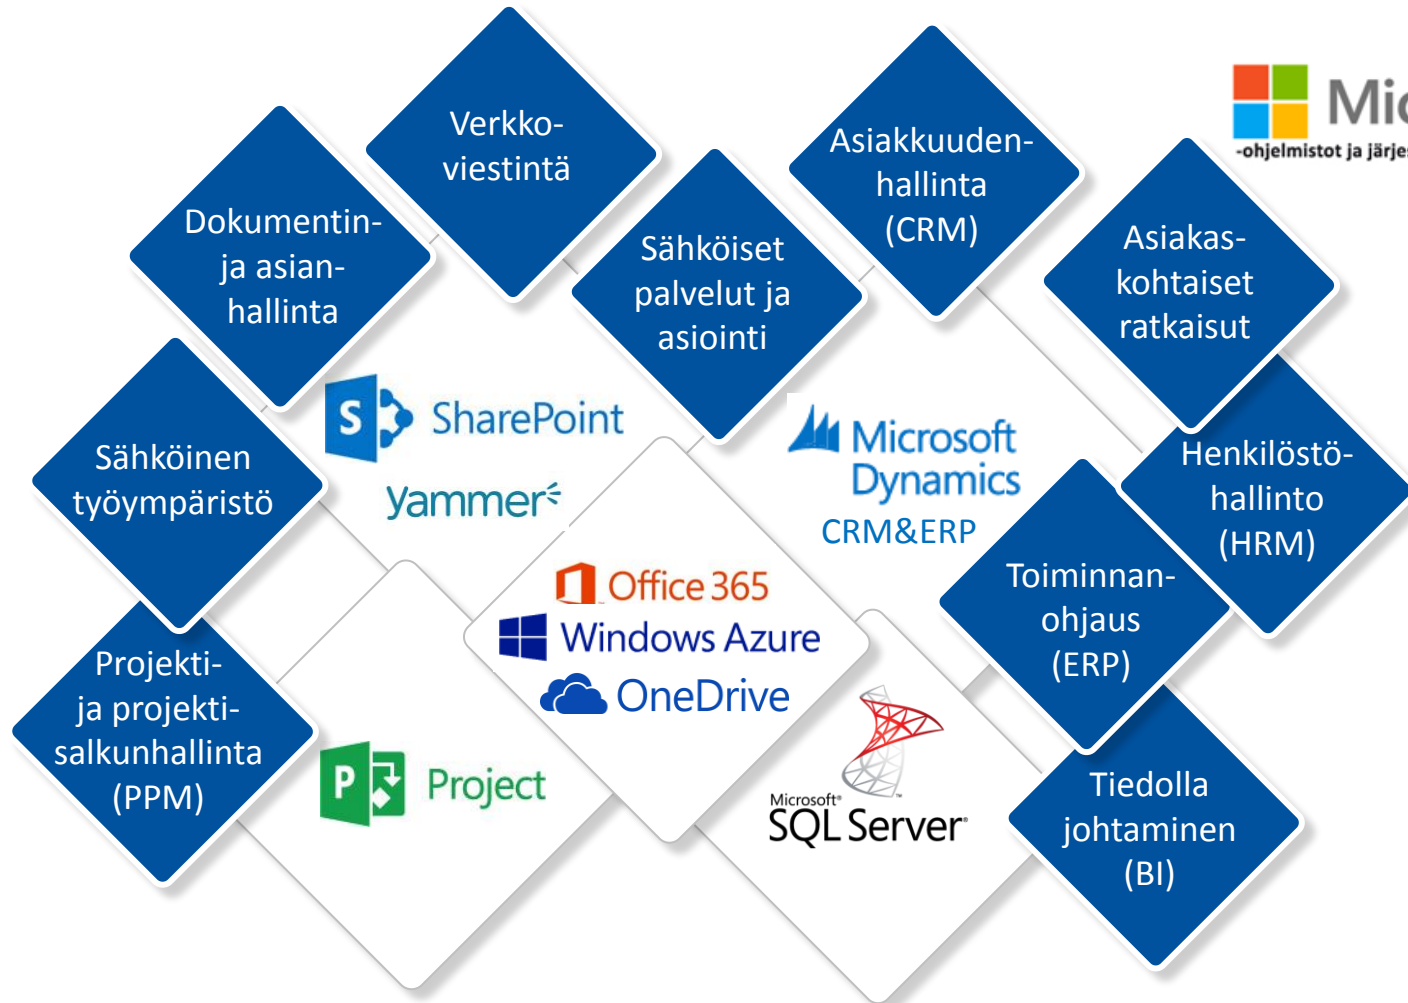 Verkko-
viestintä
Asiakkuuden-
hallinta
(CRM)
-ohjelmistot ja
Dokumentin-
ja asian-
hallinta
Sähköiset
palvelut ja
asiointi
Asiakas-
kohtaiset
ratkaisut
SharePoint
Yammer
Microsoft
Dynamics
CRM&ERP
Sähköinen
työympäristö
Henkilöstö-
hallinto
(HRM)
Office 365
Windows Azure
OneDrive
Toiminnan-
ohjaus
(ERP)
Projekti-
ja projekti-
salkunhallinta
(PPM)
Project
Microsoft®
SQL Server®
Tiedolla
johtaminen
(BI)